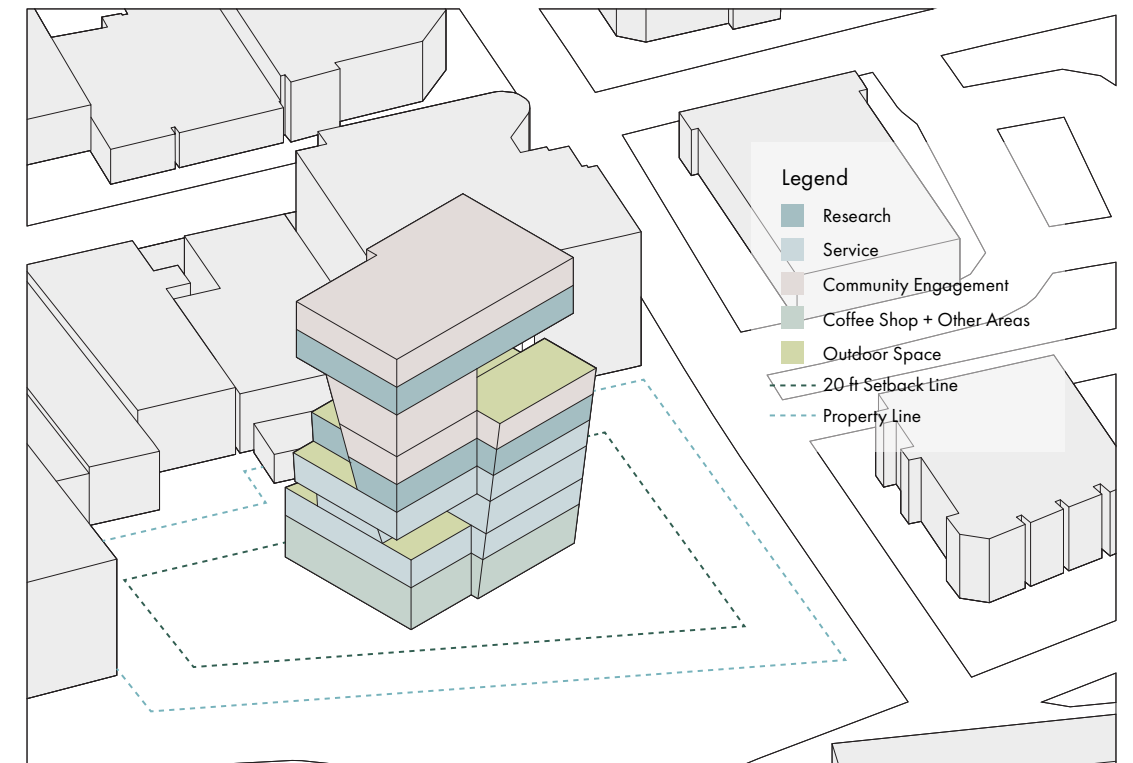 Legend
Research
Service
Community Engagement
Coffee Shop + Other Areas
Outdoor Space
20 ft Setback Line
Property Line